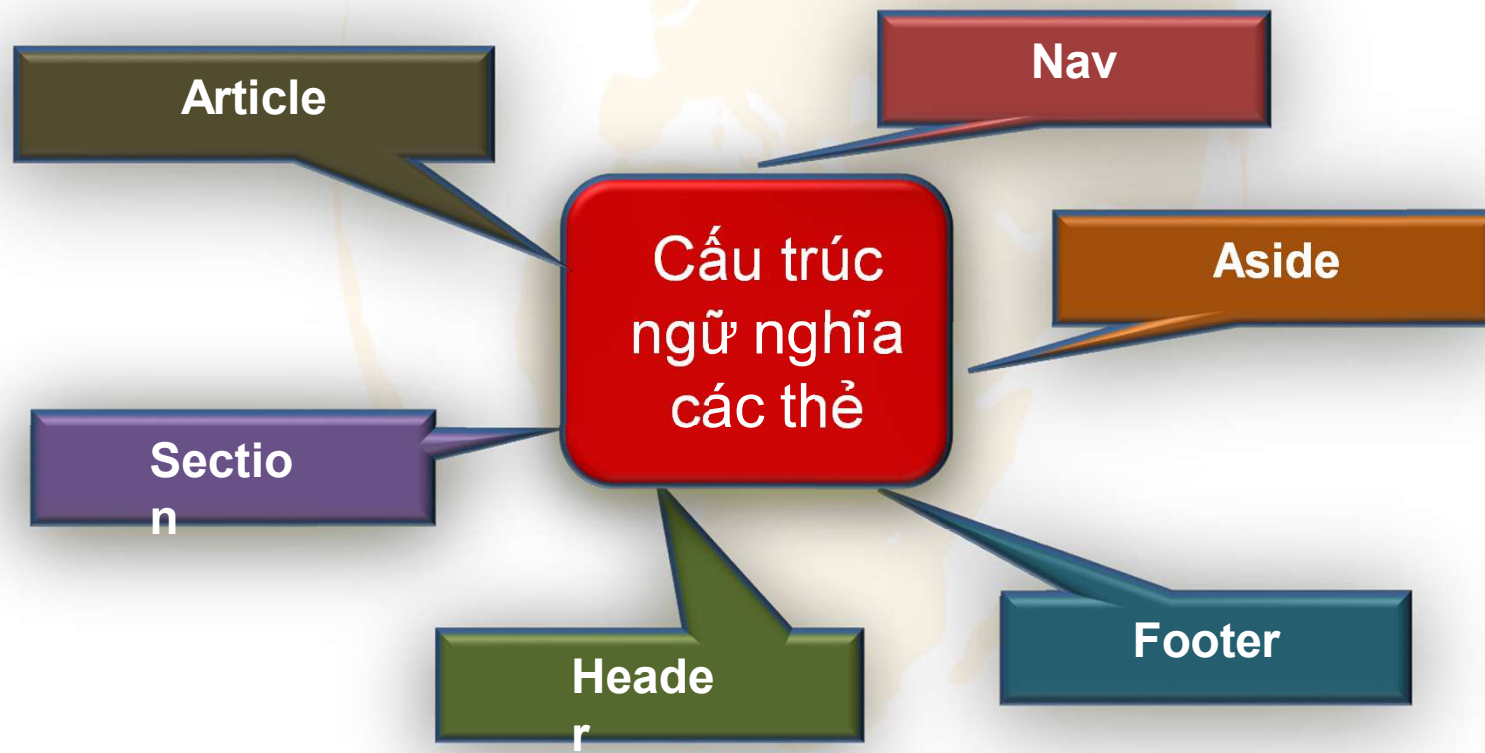 Nav
Article
Cấu trúc
ngữ nghĩa
các thẻ
Aside
Sectio
n
Footer
Heade
r